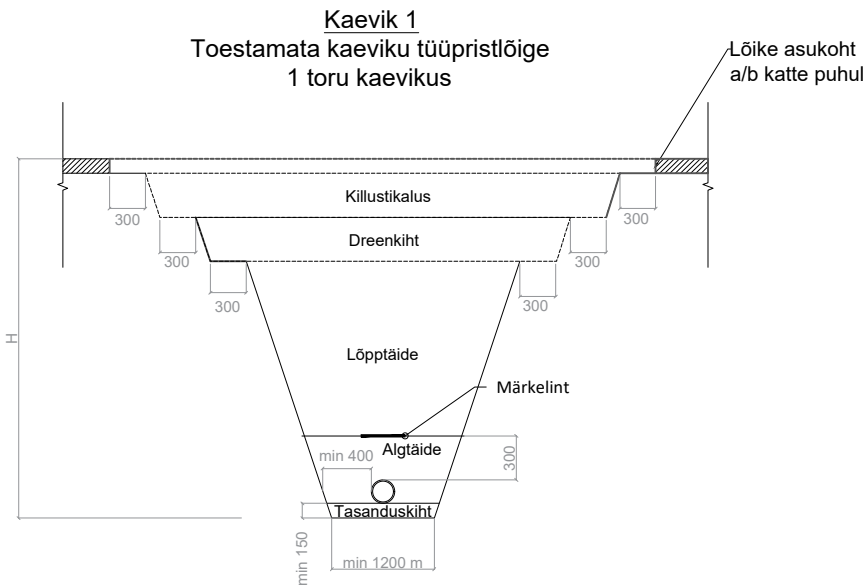 Kaevik 1
Toestamata kaeviku tüüpristlõige
1 toru kaevikus
Lõike asukoht
a/b katte puhul
Killustikalus
300
300
Dreenkiht
300
300
300
300
H
Lõpptäide
Märkelint
Algtäide
min 400
300
Tasanduskiht
min 150
min 1200 m